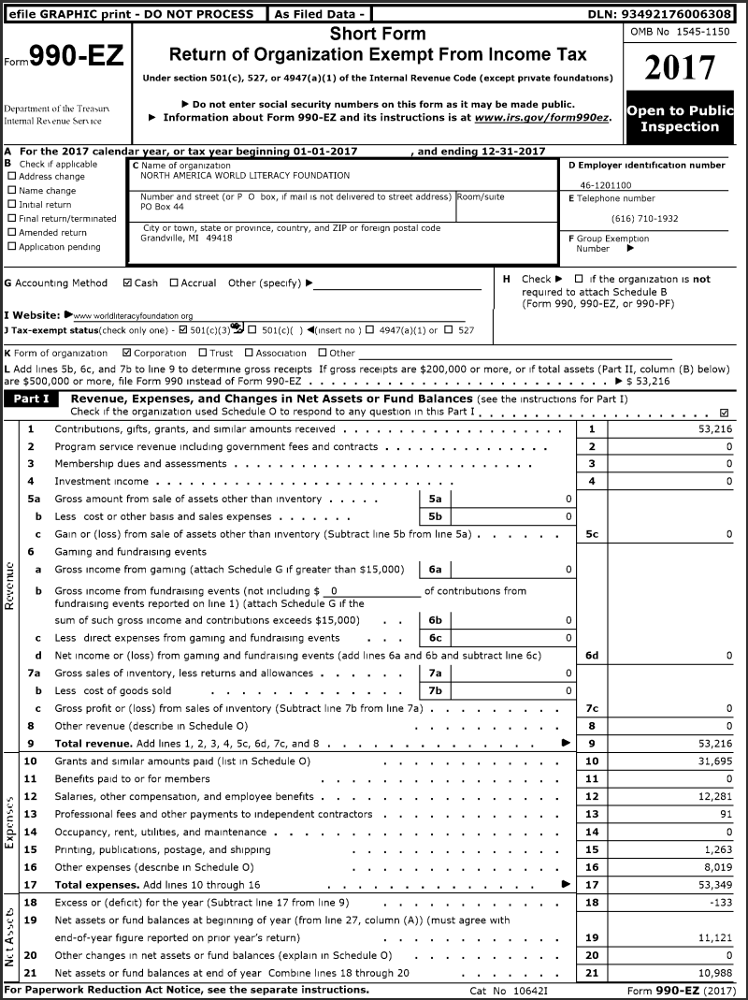 efile GRAPHIC print - DO NOT PROCESS As Filed Data - DLN: 93492176006308
Form 990-EZ
Department of the Treasury
Internal Revenue Service
Short Form
Return of Organization Exempt From Income Tax
Under section 501(c), 527, or 4947(a)(1) of the Internal Revenue Code (except private foundations)
▶ Do not enter social security numbers on this form as it may be made public.
▶ Information about Form 990-EZ and its instructions is at www.irs.gov/form990ez.
OMB No 1545-1150
2017
Open to Public
Inspection
A For the 2017 calendar year, or tax year beginning 01-01-2017 , and ending 12-31-2017
B Check if applicable
☐ Address change
☐ Name change
☐ Initial return
☐ Final return/terminated
☐ Amended return
☐ Application pending
C Name of organization
NORTH AMERICA WORLD LITERACY FOUNDATION
Number and street (or P O box, if mail is not delivered to street address) Room/suite
PO Box 44
City or town, state or province, country, and ZIP or foreign postal code
Grandville, MI 49418
D Employer identification number
46-1201100
E Telephone number
(616) 710-1932
F Group Exemption
Number ▶
G Accounting Method ☑ Cash ☐ Accrual Other (specify) ▶
H Check ▶ ☐ if the organization is not
required to attach Schedule B
(Form 990, 990-EZ, or 990-PF)
I Website: ▶ www worldliteracyfoundation org
J Tax-exempt status(check only one) - ☑ 501(c)(3) ☐ 501(c)( ) ◀(insert no ) ☐ 4947(a)(1) or ☐ 527
K Form of organization ☑ Corporation ☐ Trust ☐ Association ☐ Other
L Add lines 5b, 6c, and 7b to line 9 to determine gross receipts If gross receipts are $200,000 or more, or if total assets (Part II, column (B) below)
are $500,000 or more, file Form 990 instead of Form 990-EZ . . . . . . . . . . ▶ $ 53,216
Part I Revenue, Expenses, and Changes in Net Assets or Fund Balances (see the instructions for Part I)
Check if the organization used Schedule O to respond to any question in this Part I . . . . . . . . . . ☑
Revenue
1 Contributions, gifts, grants, and similar amounts received . . . . . 1 53,216
2 Program service revenue including government fees and contracts . . . . . 2 0
3 Membership dues and assessments . . . . . 3 0
4 Investment income . . . . . 4 0
5a Gross amount from sale of assets other than inventory . . . . . 5a 0
b Less cost or other basis and sales expenses . . . . . 5b 0
c Gain or (loss) from sale of assets other than inventory (Subtract line 5b from line 5a) . . . . . 5c 0
6 Gaming and fundraising events
a Gross income from gaming (attach Schedule G if greater than $15,000) 6a 0
b Gross income from fundraising events (not including $ 0 of contributions from
fundraising events reported on line 1) (attach Schedule G if the
sum of such gross income and contributions exceeds $15,000) . . 6b 0
c Less direct expenses from gaming and fundraising events . . . 6c 0
d Net income or (loss) from gaming and fundraising events (add lines 6a and 6b and subtract line 6c) 6d 0
7a Gross sales of inventory, less returns and allowances . . . . . 7a 0
b Less cost of goods sold . . . . . 7b 0
c Gross profit or (loss) from sales of inventory (Subtract line 7b from line 7a) . . . . . 7c 0
8 Other revenue (describe in Schedule O) . . . . . 8 0
9 Total revenue. Add lines 1, 2, 3, 4, 5c, 6d, 7c, and 8 . . . . . ▶ 9 53,216
Expenses
10 Grants and similar amounts paid (list in Schedule O) . . . . . 10 31,695
11 Benefits paid to or for members . . . . . 11 0
12 Salaries, other compensation, and employee benefits . . . . . 12 12,281
13 Professional fees and other payments to independent contractors . . . . . 13 91
14 Occupancy, rent, utilities, and maintenance . . . . . 14 0
15 Printing, publications, postage, and shipping . . . . . 15 1,263
16 Other expenses (describe in Schedule O) . . . . . 16 8,019
17 Total expenses. Add lines 10 through 16 . . . . . ▶ 17 53,349
Net Assets
18 Excess or (deficit) for the year (Subtract line 17 from line 9) . . . . . 18 -133
19 Net assets or fund balances at beginning of year (from line 27, column (A)) (must agree with
end-of-year figure reported on prior year's return) . . . . . 19 11,121
20 Other changes in net assets or fund balances (explain in Schedule O) . . . . . 20 0
21 Net assets or fund balances at end of year Combine lines 18 through 20 . . . . . 21 10,988
For Paperwork Reduction Act Notice, see the separate instructions. Cat No 10642I Form 990-EZ (2017)